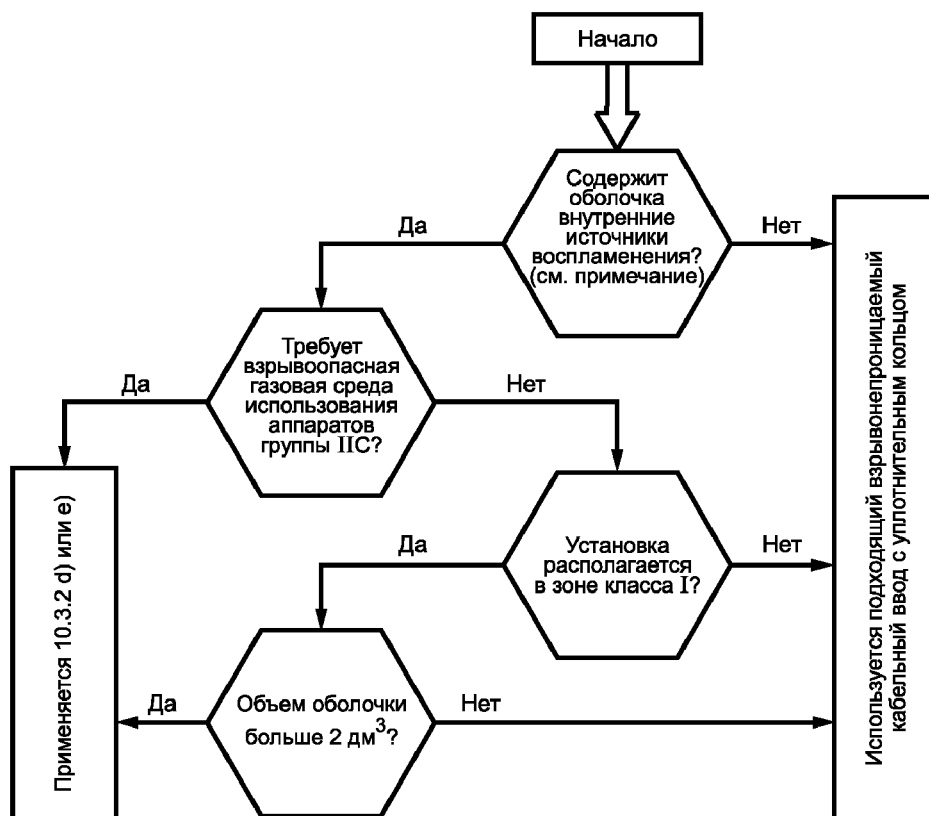 Начало
Содержит
оболочка
внутренние
источники
воспламенения?
(см. примечание)
Да
Нет
Требует
взрывоопасная
газовая среда
использования
аппаратов
группы IIC?
Да
Нет
Установка
располагается
в зоне класса I?
Да
Нет
Объем оболочки
больше 2 дм³?
Да
Нет
Применяется 10.3.2 d) или e)
Используется подходящий взрывонепроницаемый
кабельный ввод с уплотнительным кольцом